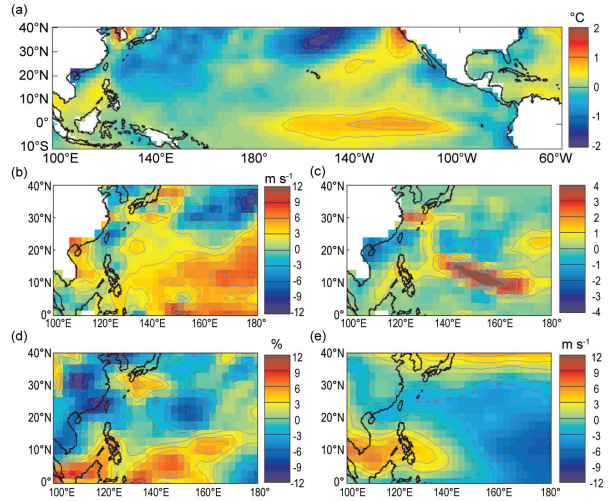 (a)
°C
40°N
30°N
20°N
10°N
0°
10°S
100°E 140°E 180° 140°W 100°W 60°W
2
1
0
-1
-2
(b)
m s⁻¹
40°N
30°N
20°N
10°N
0°
100°E 120°E 140°E 160°E 180°
12
9
6
3
0
-3
-6
-9
-12
(c)
40°N
30°N
20°N
10°N
0°
100°E 120°E 140°E 160°E 180°
4
3
2
1
0
-1
-2
-3
-4
(d)
%
40°N
30°N
20°N
10°N
0°
100°E 120°E 140°E 160°E 180°
12
9
6
3
0
-3
-6
-9
-12
(e)
m s⁻¹
40°N
30°N
20°N
10°N
0°
100°E 120°E 140°E 160°E 180°
12
9
6
3
0
-3
-6
-9
-12